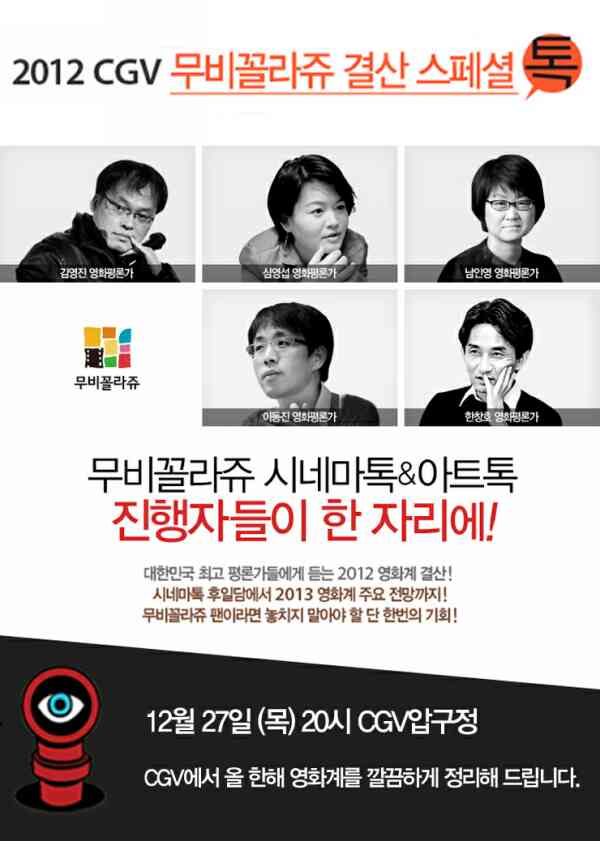 2012 CGV 무비꼴라쥬 결산 스페셜 톡
김영진 영화평론가
심영섭 영화평론가
남인영 영화평론가
무비꼴라쥬
이동진 영화평론가
한창호 영화평론가
무비꼴라쥬 시네마톡&아트톡
진행자들이 한 자리에!
대한민국 최고 평론가들에게 듣는 2012 영화계 결산!
시네마톡 후일담에서 2013 영화계 주요 전망까지!
무비꼴라쥬 팬이라면 놓치지 말아야 할 단 한번의 기회!
12월 27일 (목) 20시 CGV압구정
CGV에서 올 한해 영화계를 깔끔하게 정리해 드립니다.